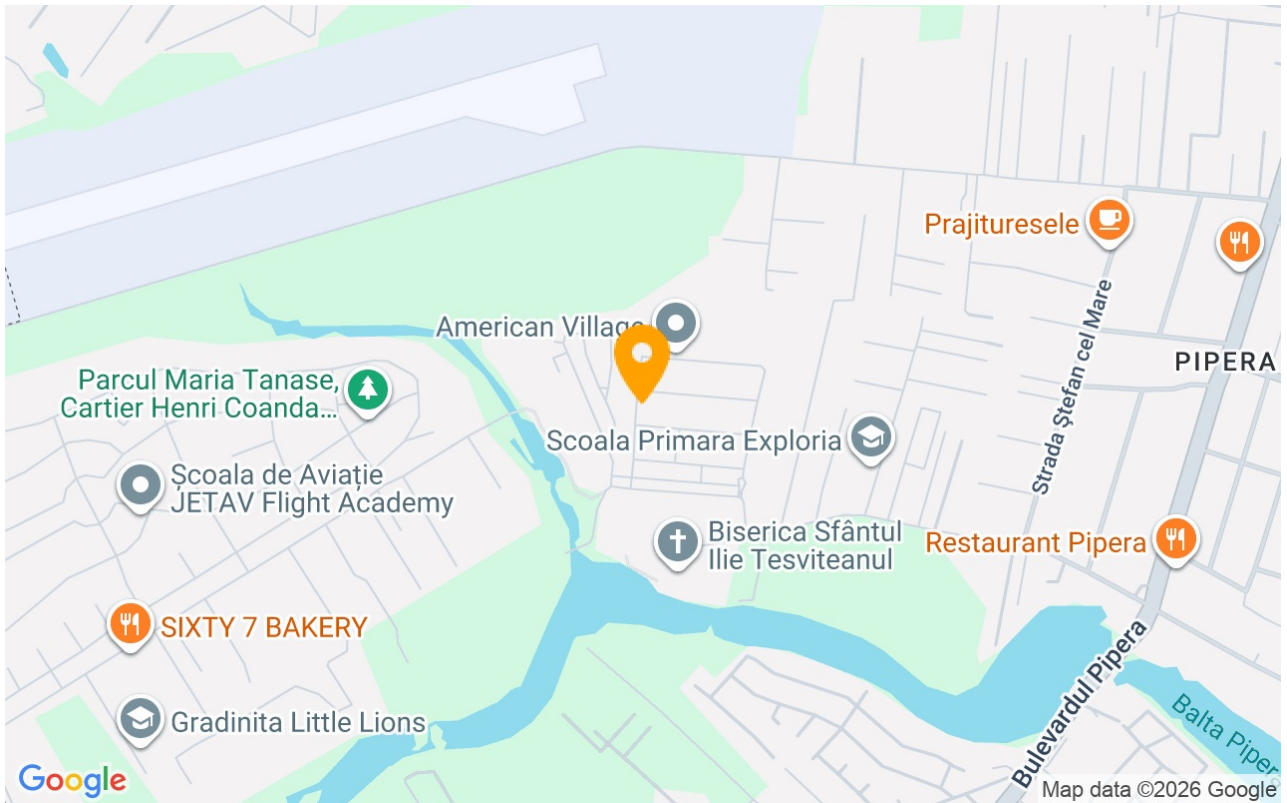 Prajituresele
American Village
PIPERA
Parcul Maria Tanase,
Cartier Henri Coanda...
Strada Ștefan cel Mare
Scoala Primara Exploria
Școala de Aviație
JETAV Flight Academy
Biserica Sfântul
Ilie Tesviteanul
Restaurant Pipera
SIXTY 7 BAKERY
Gradinita Little Lions
Bulevardul Pipera
Balta Piper
Google
Map data ©2026 Google